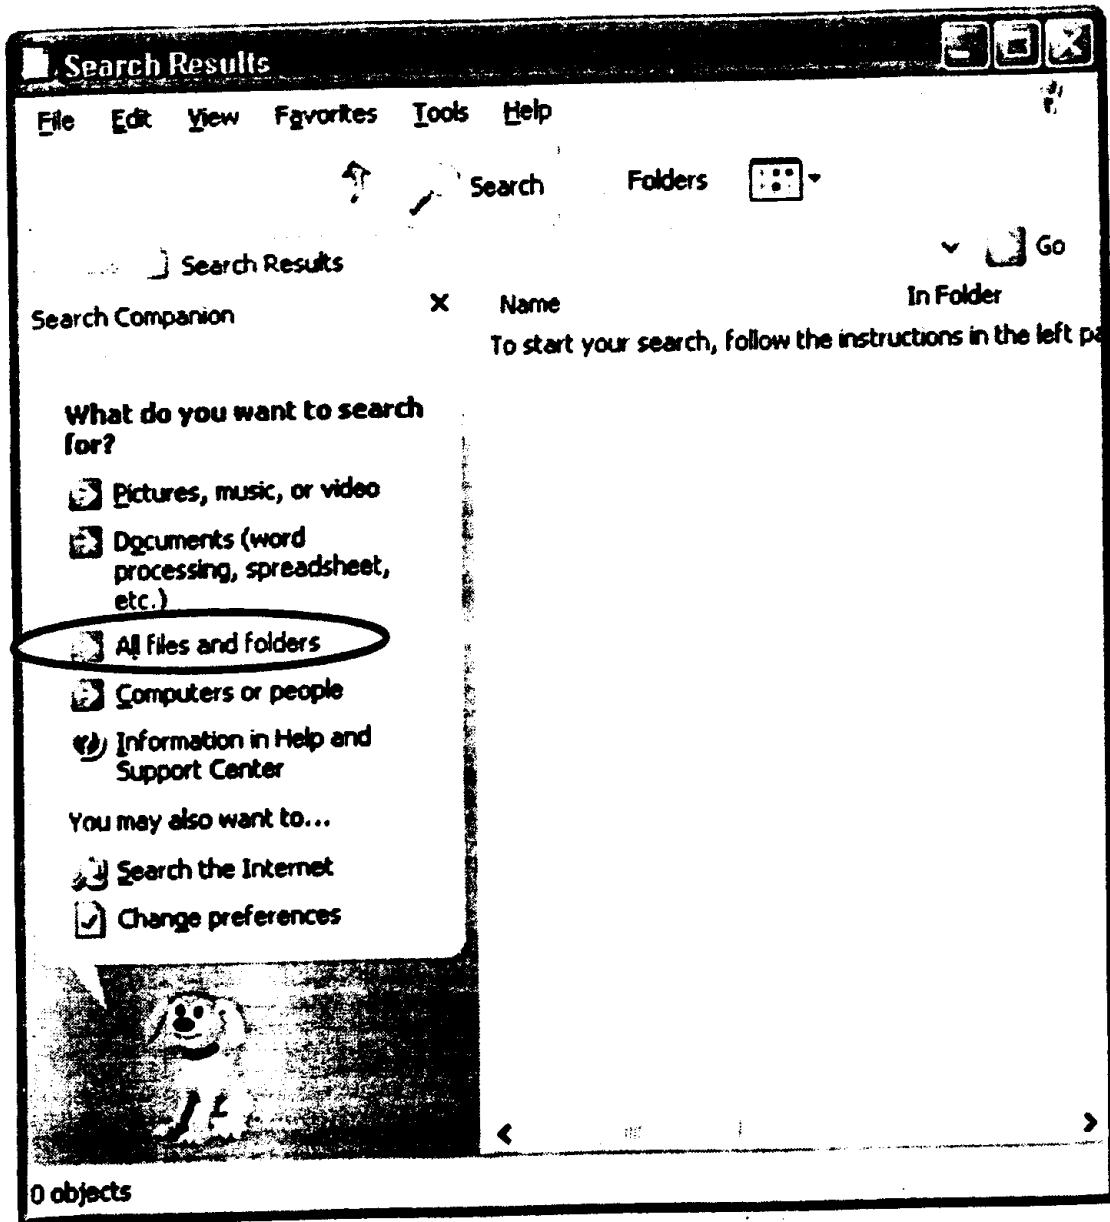 Search Results
File Edit View Favorites Tools Help
Search Folders
Search Results Go
Search Companion Name In Folder
To start your search, follow the instructions in the left pa
What do you want to search
for?
Pictures, music, or video
Documents (word
processing, spreadsheet,
etc.)
All files and folders
Computers or people
Information in Help and
Support Center
You may also want to...
Search the Internet
Change preferences
0 objects